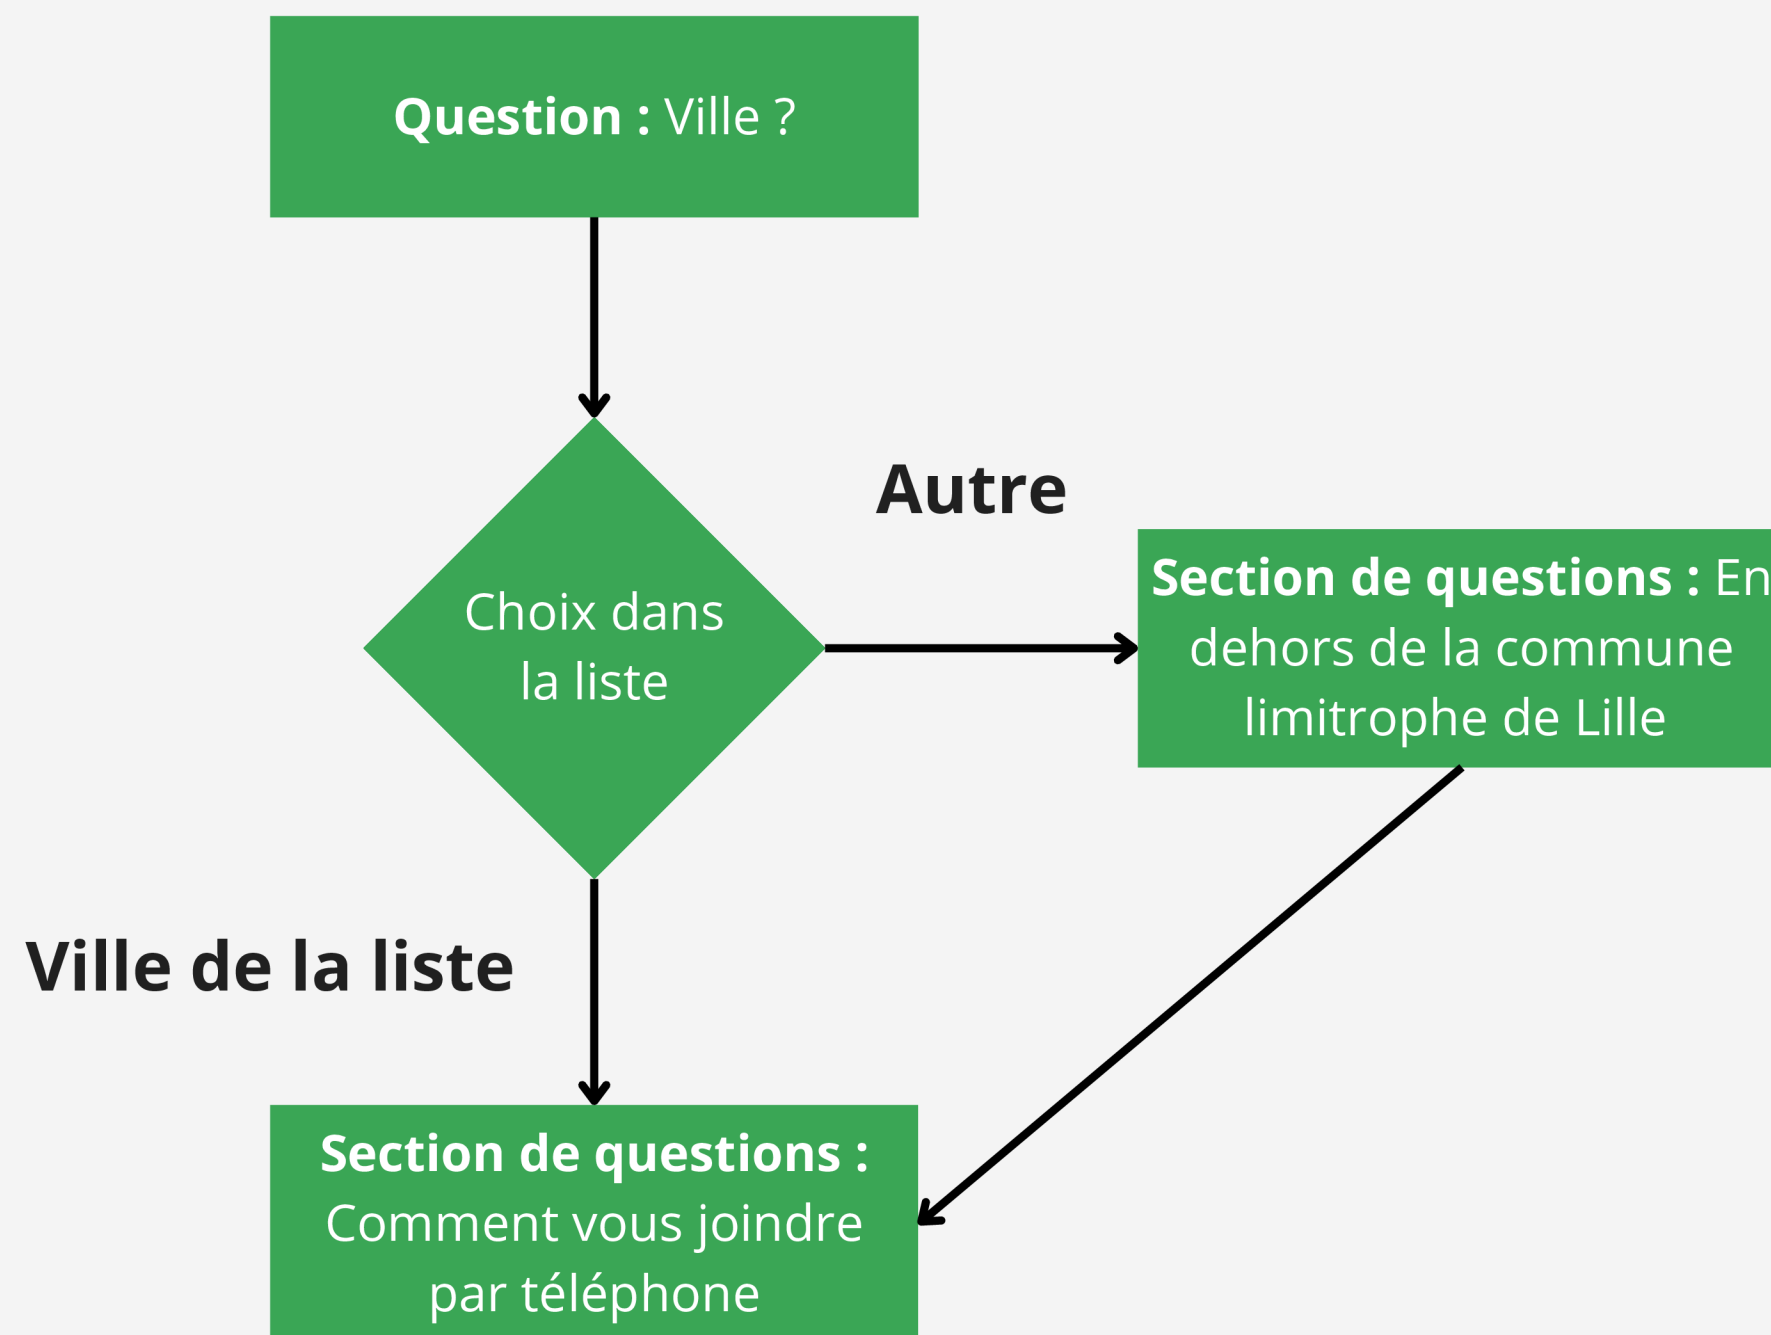 Question : Ville ?
Autre
Choix dans
la liste
Section de questions : En
dehors de la commune
limitrophe de Lille
Ville de la liste
Section de questions :
Comment vous joindre
par téléphone